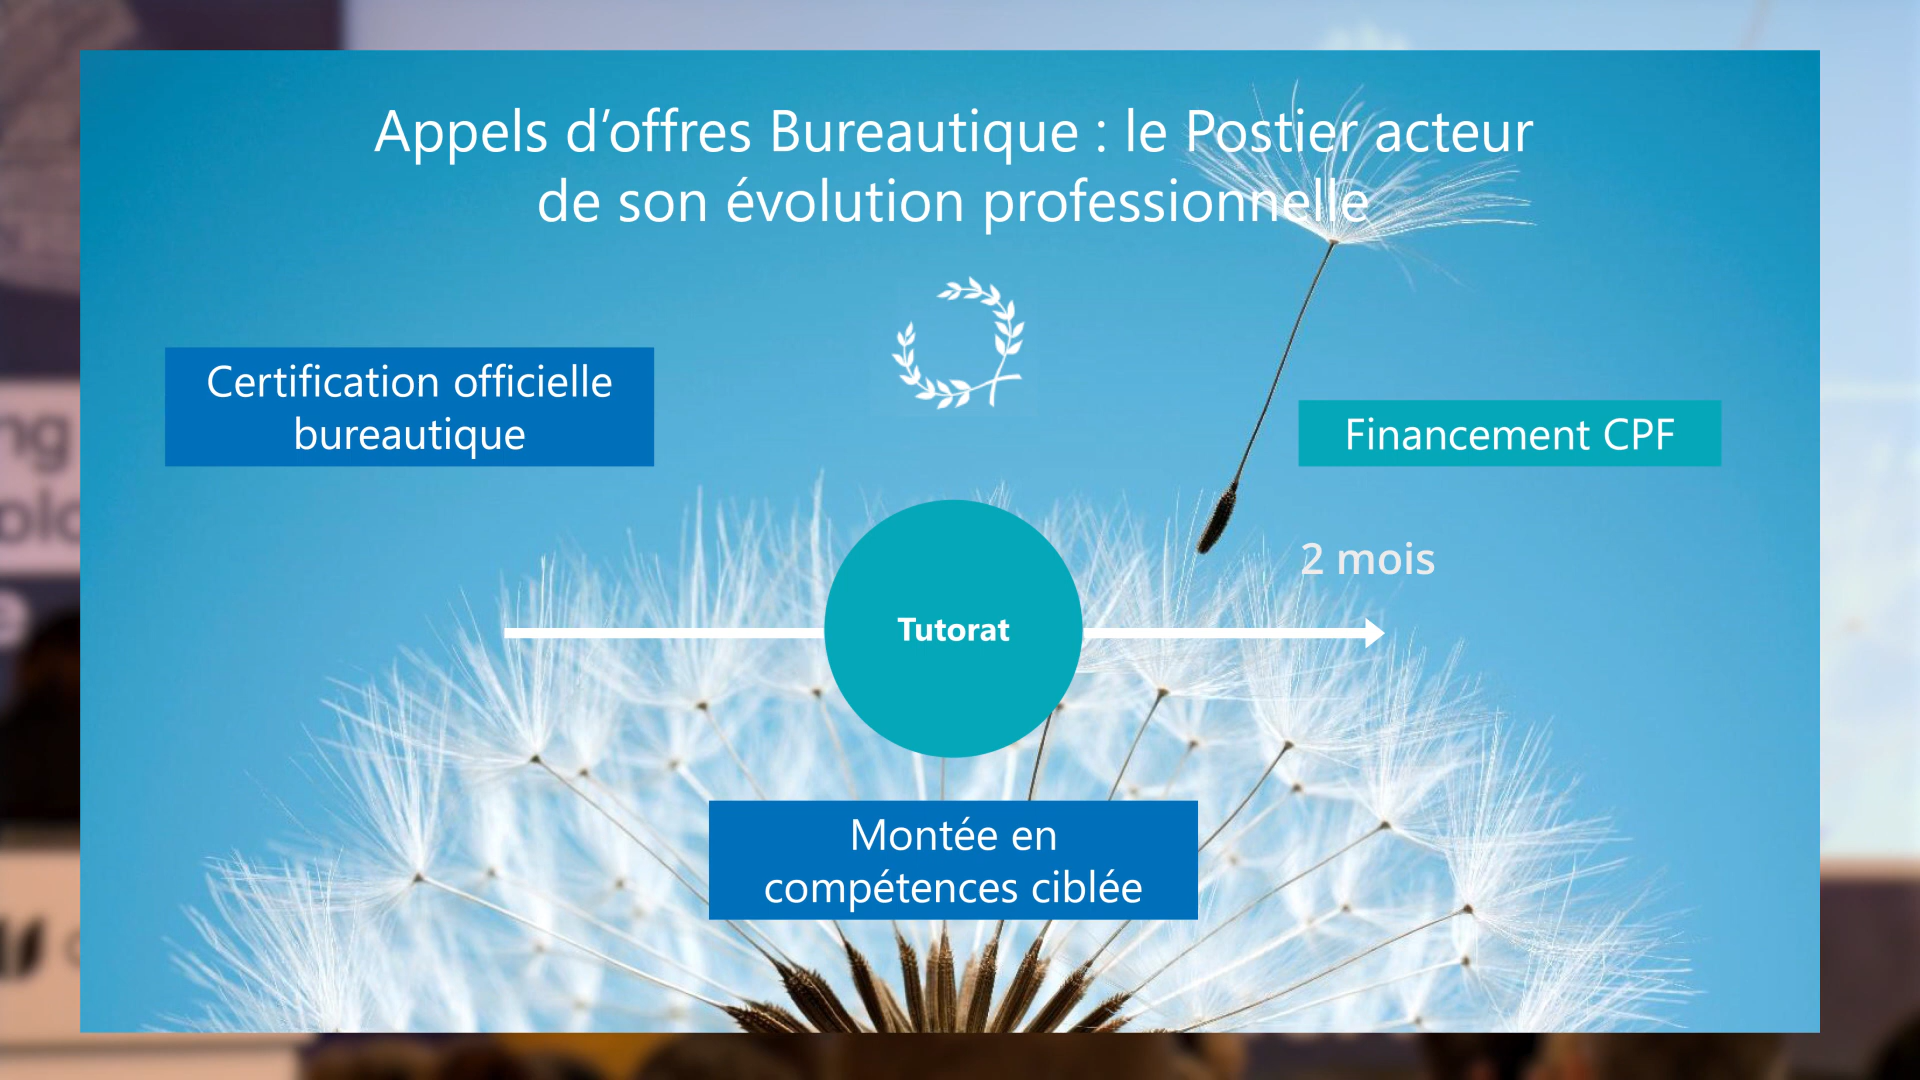 Appels d’offres Bureautique : le Postier acteur
de son évolution professionnelle
Certification officielle
bureautique
Financement CPF
2 mois
Tutorat
Montée en
compétences ciblée